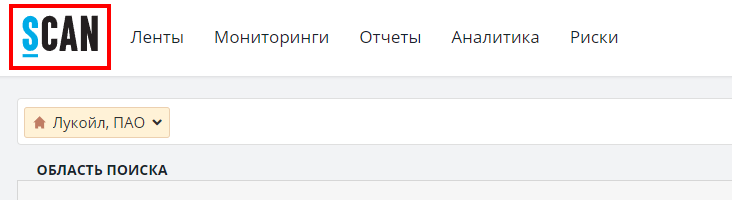 SCAN Ленты Мониторинги Отчеты Аналитика Риски
Лукойл, ПАО
ОБЛАСТЬ ПОИСКА